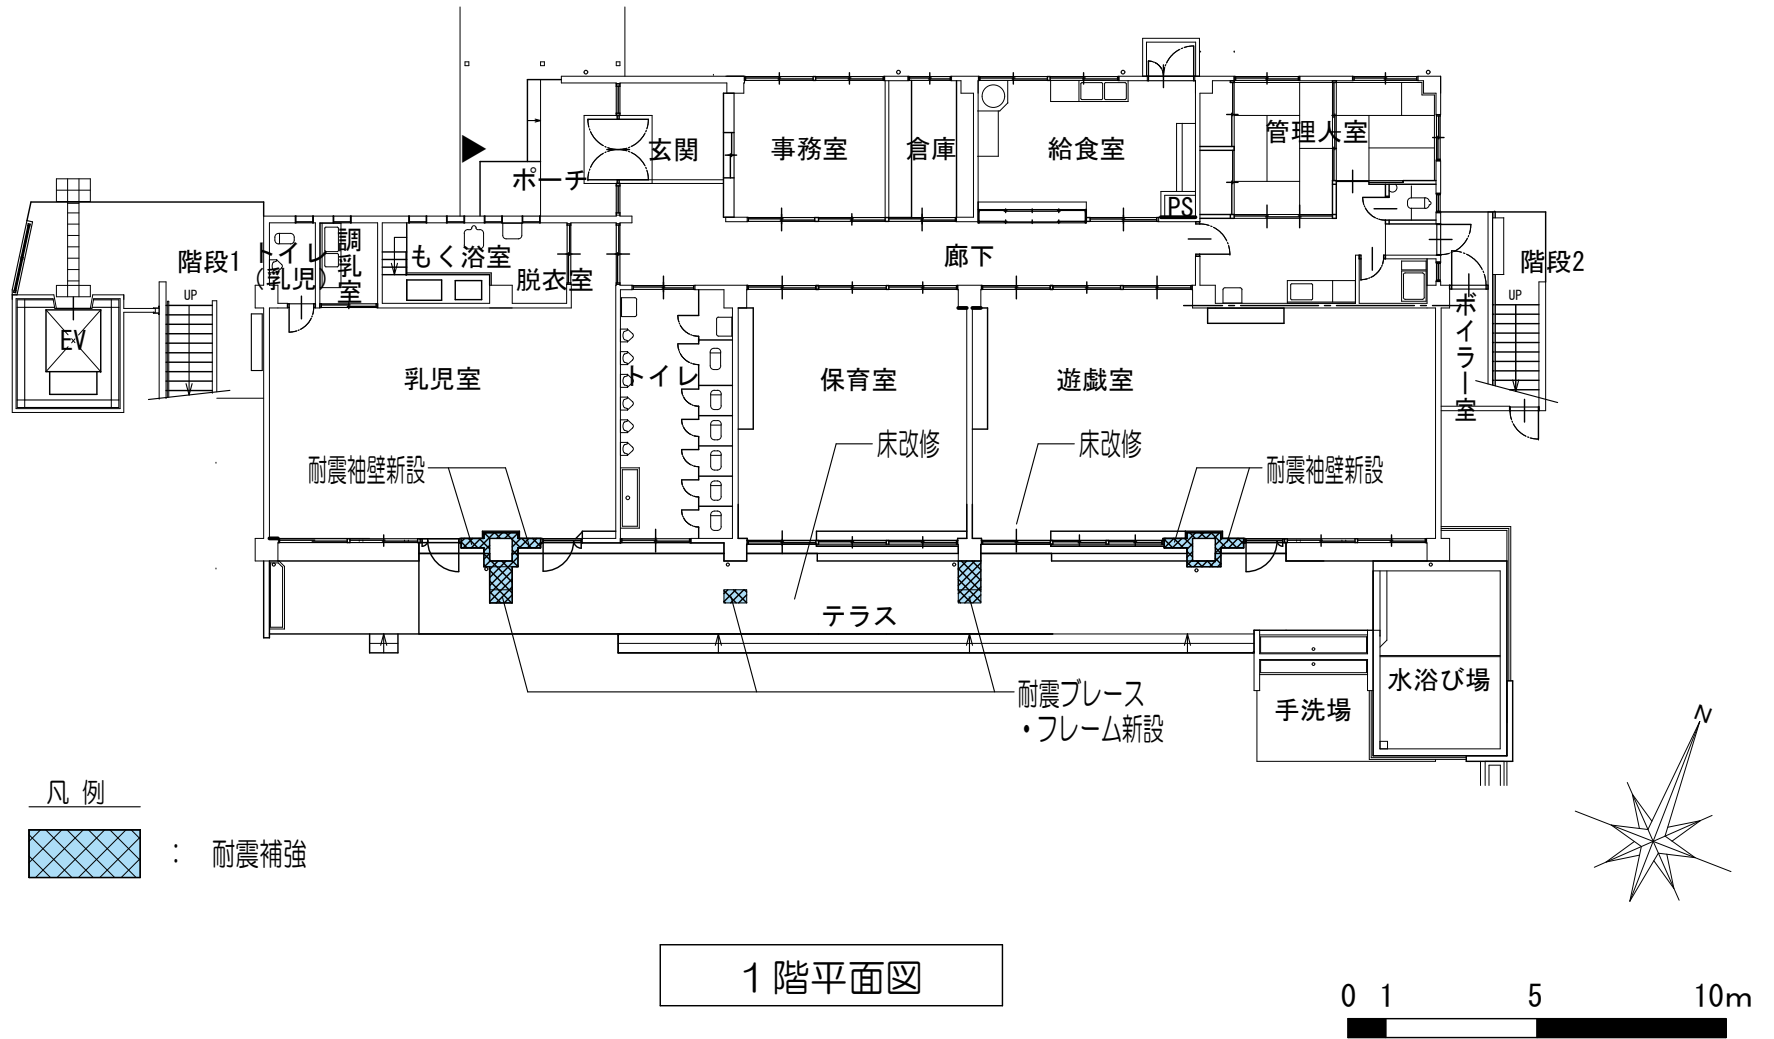 玄関
事務室
倉庫
給食室
管理人室
ポーチ
PS
階段1
トイレ
乳児
調乳室
もく浴室
脱衣室
廊下
階段2
UP
UP
EV
ボイラー室
乳児室
トイレ
保育室
遊戯室
床改修
床改修
耐震袖壁新設
耐震袖壁新設
テラス
耐震ブレース
・フレーム新設
手洗場
水浴び場
N
凡例
： 耐震補強
1階平面図
0 1 5 10m